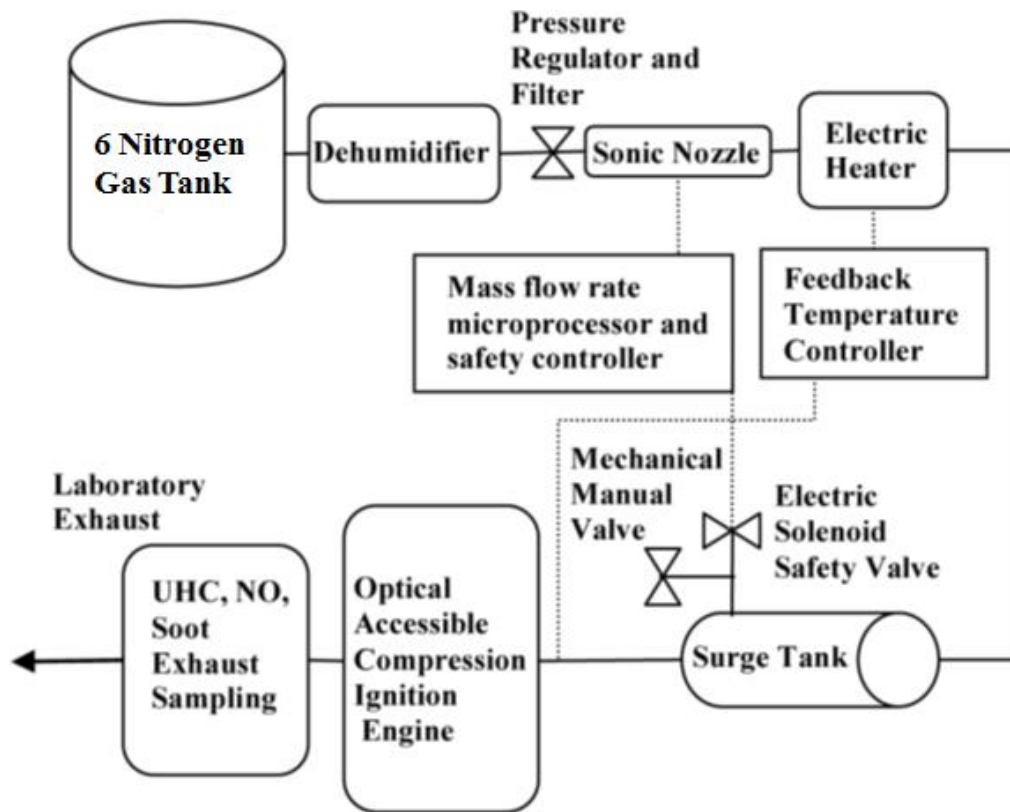 Pressure
Regulator and
Filter
6 Nitrogen
Gas Tank
Dehumidifier
Sonic Nozzle
Electric
Heater
Mass flow rate
microprocessor and
safety controller
Feedback
Temperature
Controller
Mechanical
Manual
Valve
Electric
Solenoid
Safety Valve
Laboratory
Exhaust
UHC, NO,
Soot
Exhaust
Sampling
Optical
Accessible
Compression
Ignition
Engine
Surge Tank